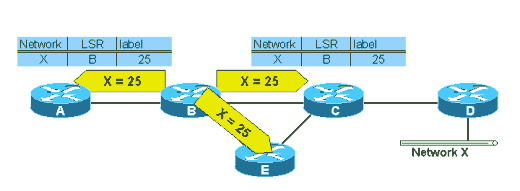 Network LSR label
X B 25
Network LSR label
X B 25
X = 25
X = 25
A
B
C
D
X = 25
Network X
E